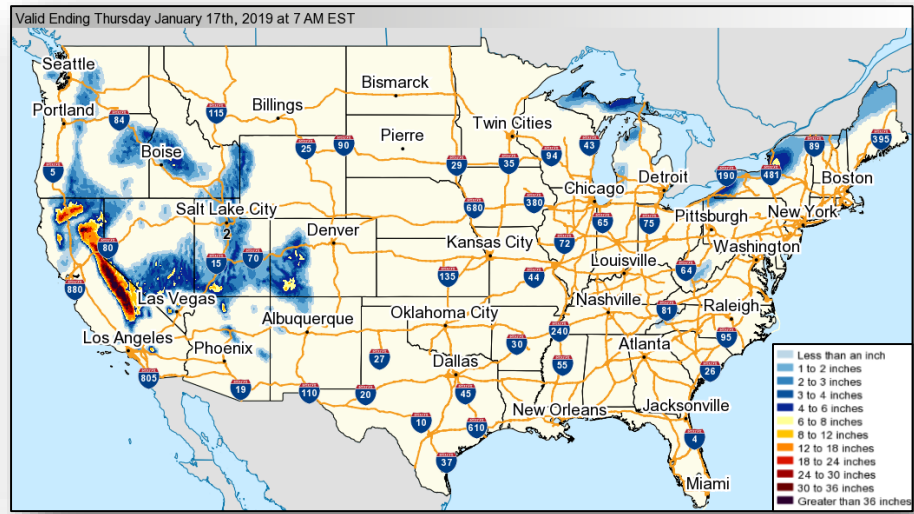 Valid Ending Thursday January 17th, 2019 at 7 AM EST
Seattle
Portland
84
115
Billings
Bismarck
Pierre
Twin Cities
43
89
395
Boise
25
90
29
35
94
190
481
Boston
5
Chicago
Detroit
Salt Lake City
2
680
380
65
75
Pittsburgh
New York
80
Denver
Kansas City
72
Washington
15
70
Louisville
64
880
135
44
Las Vegas
Nashville
81
Raleigh
Los Angeles
Albuquerque
Oklahoma City
240
95
Phoenix
27
30
Atlanta
805
Dallas
55
26
19
110
20
45
Jacksonville
10
610
New Orleans
4
37
Miami
Less than an inch
1 to 2 inches
2 to 3 inches
3 to 4 inches
4 to 6 inches
6 to 8 inches
8 to 12 inches
12 to 18 inches
18 to 24 inches
24 to 30 inches
30 to 36 inches
Greater than 36 inches